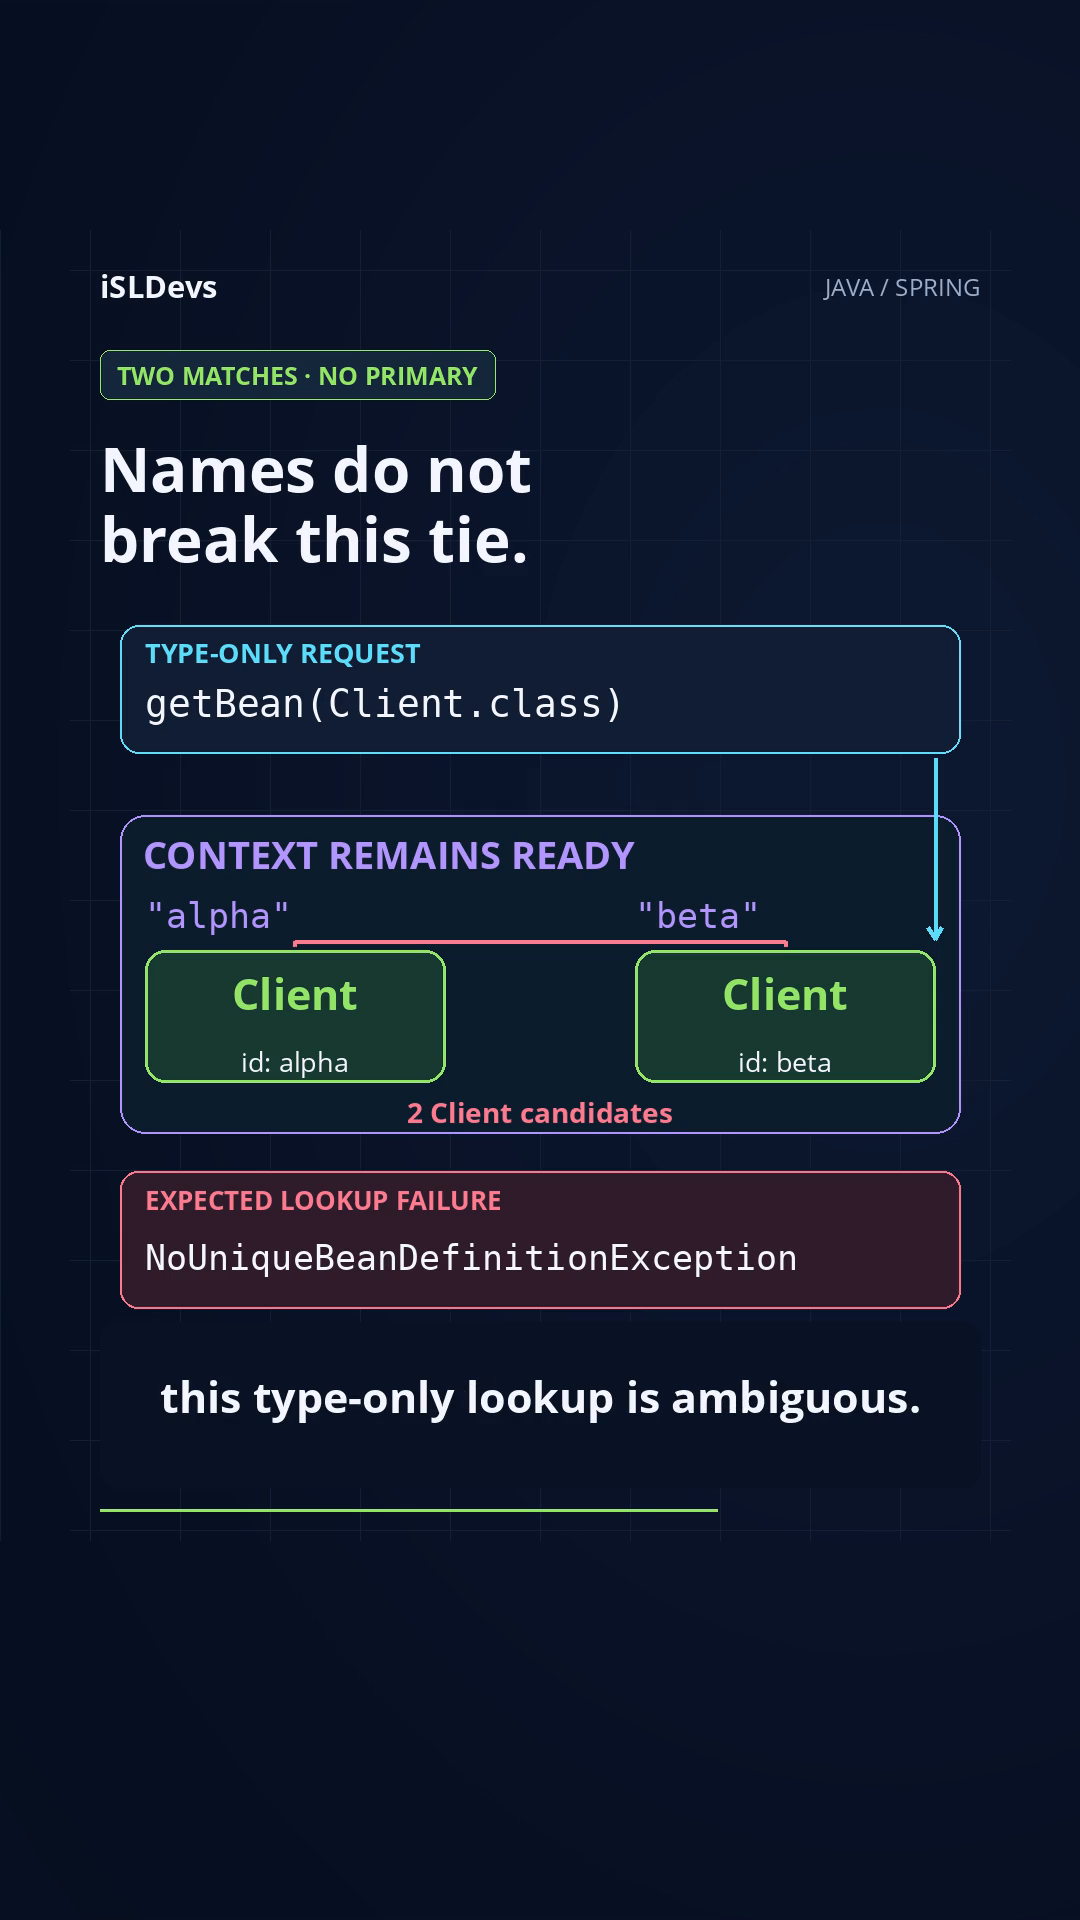 iSLDevs
JAVA / SPRING
TWO MATCHES · NO PRIMARY
Names do not
break this tie.
TYPE-ONLY REQUEST
getBean(Client.class)
CONTEXT REMAINS READY
"alpha"
"beta"
Client
Client
id: alpha
id: beta
2 Client candidates
EXPECTED LOOKUP FAILURE
NoUniqueBeanDefinitionException
this type-only lookup is ambiguous.